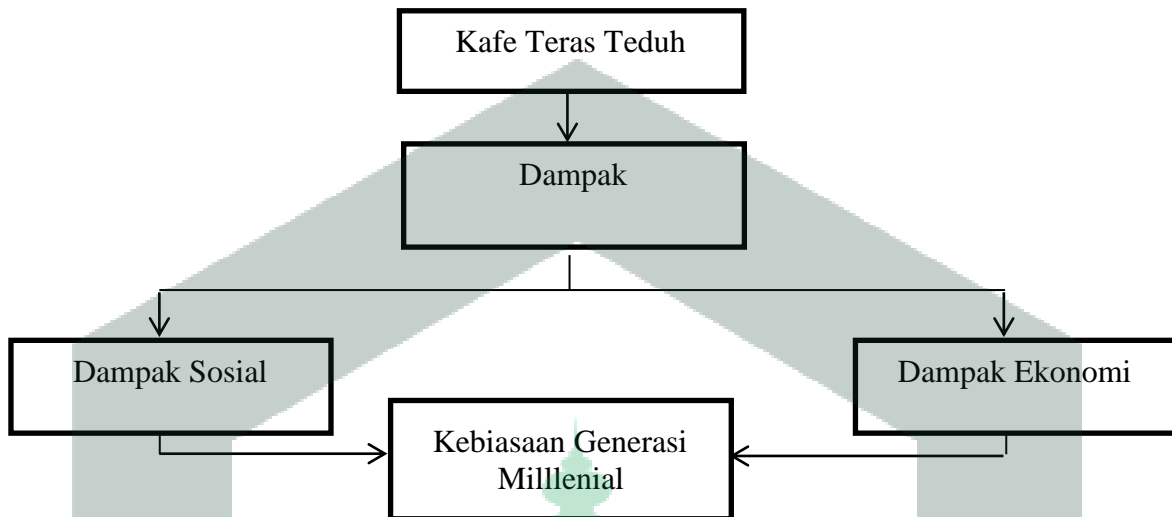 Kafe Teras Teduh
Dampak
Dampak Sosial
Dampak Ekonomi
Kebiasaan Generasi
Milllenial